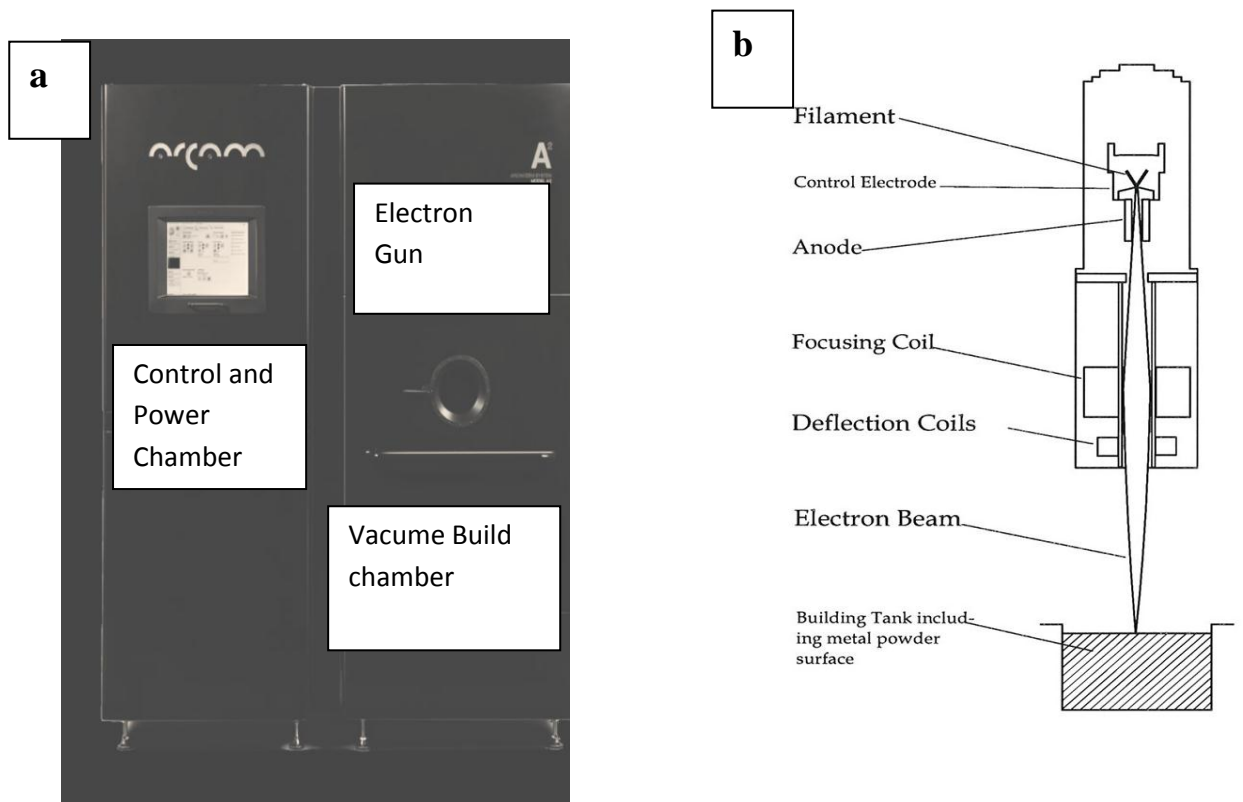 a
arcam
A2
Electron
Gun
Control and
Power
Chamber
Vacume Build
chamber
b
Filament
Control Electrode
Anode
Focusing Coil
Deflection Coils
Electron Beam
Building Tank includ-
ing metal powder
surface